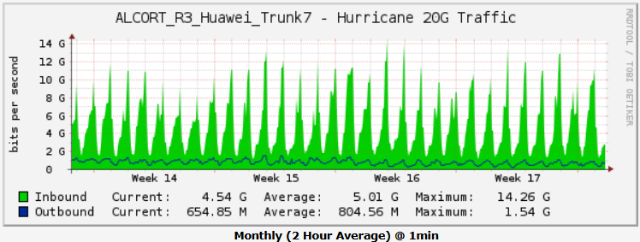 ALCORT_R3_Huawei_Trunk7 - Hurricane 20G Traffic
RRDTOOL / TOBI OETIKER
bits per second
14 G
12 G
10 G
8 G
6 G
4 G
2 G
0
Week 14 Week 15 Week 16 Week 17
Inbound Current: 4.54 G Average: 5.01 G Maximum: 14.26 G
Outbound Current: 654.85 M Average: 804.56 M Maximum: 1.54 G
Monthly (2 Hour Average) @ 1min